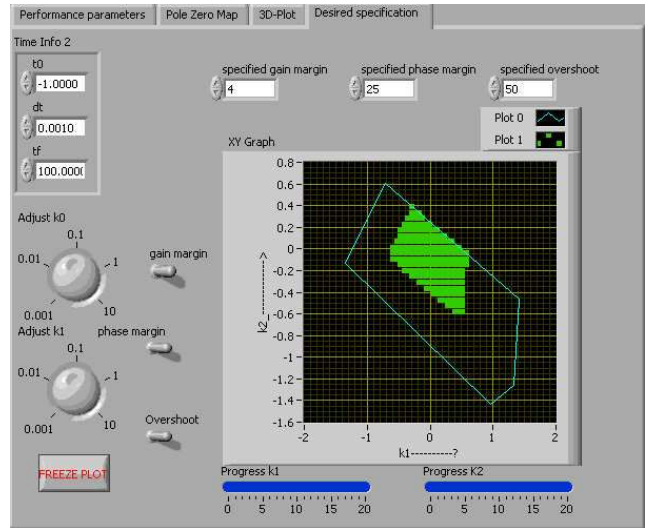 Performance parameters Pole Zero Map 3D-Plot Desired specification
Time Info 2
t0
-1.0000
dt
0.0010
tf
100.000(
specified gain margin specified phase margin specified overshoot
4 25 50
Plot 0
Plot 1
XY Graph
0.8
0.6
0.4
0.2
0
-0.2
-0.4
-0.6
-0.8
-1
-1.2
-1.4
-1.6
k2_---------------->
-2 -1 0 1 2
k1----------?
Adjust k0
0.1
0.01 1
0.001 10
gain margin
Adjust k1
0.1
0.01 1
0.001 10
phase margin
Overshoot
FREEZE PLOT
Progress k1 Progress K2
0 5 10 15 20 0 5 10 15 20